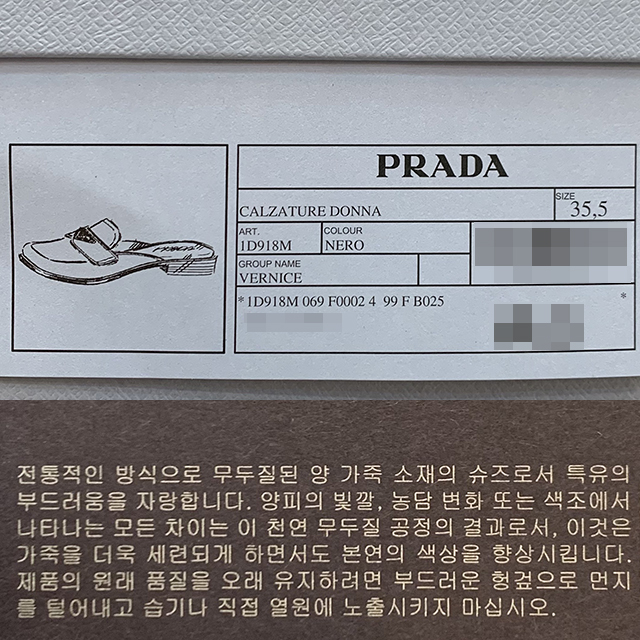 PRADA
CALZATURE DONNA
SIZE
35,5
ART.
1D918M
COLOUR
NERO
GROUP NAME
VERNICE
*1D918M 069 F0002 4 99 F B025 *
PRADA
전통적인 방식으로 무두질된 양 가죽 소재의 슈즈로서 특유의
부드러움을 자랑합니다. 양피의 빛깔, 농담 변화 또는 색조에서
나타나는 모든 차이는 이 천연 무두질 공정의 결과로서, 이것은
가죽을 더욱 세련되게 하면서도 본연의 색상을 향상시킵니다.
제품의 원래 품질을 오래 유지하려면 부드러운 헝겊으로 먼지
를 털어내고 습기나 직접 열원에 노출시키지 마십시오.